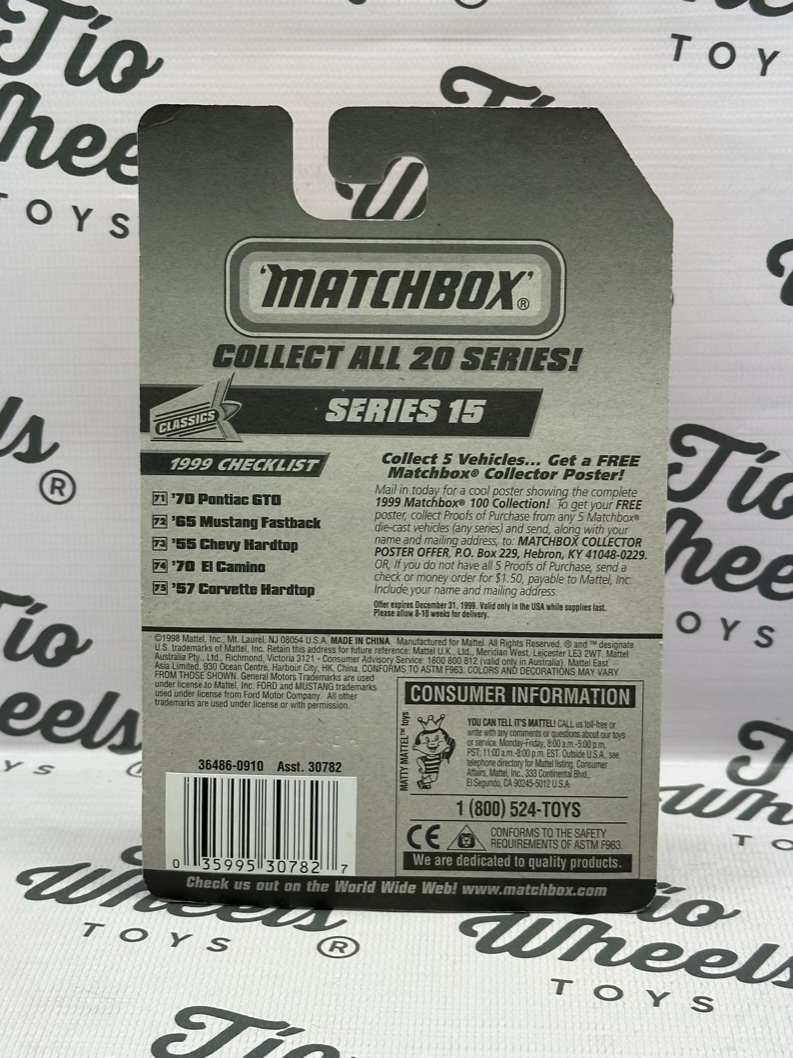 Tio
Wheels
TOYS
TOYS
'MATCHBOX'®
COLLECT ALL 20 SERIES!
CLASSICS
SERIES 15
1999 CHECKLIST
71 '70 Pontiac GTO
72 '65 Mustang Fastback
73 '55 Chevy Hardtop
74 '70 El Camino
75 '57 Corvette Hardtop
Collect 5 Vehicles... Get a FREE
Matchbox® Collector Poster!
Mail in today for a cool poster showing the complete
1999 Matchbox® 100 Collection! To get your FREE
poster, collect Proofs of Purchase from any 5 Matchbox®
die-cast vehicles (any series) and send, along with your
name and mailing address, to: MATCHBOX COLLECTOR
POSTER OFFER, P.O. Box 229, Hebron, KY 41048-0229.
OR, If you do not have all 5 Proofs of Purchase, send a
check or money order for $1.50, payable to Mattel, Inc.
Include your name and mailing address.
Offer expires December 31, 1999. Valid only in the USA while supplies last.
Please allow 8-10 weeks for delivery.
©1998 Mattel, Inc., Mt. Laurel, NJ 08054 U.S.A. MADE IN CHINA. Manufactured for Mattel. All Rights Reserved. ® and ™ designate
U.S. trademarks of Mattel, Inc. Retain this address for future reference: Mattel U.K., Ltd., Meridian West, Leicester LE3 2WT. Mattel
Australia Pty., Ltd., Richmond, Victoria 3121 - Consumer Advisory Service: 1800 800 812 (valid only in Australia). Mattel East
Asia Limited, 930 Ocean Centre, Harbour City, HK, China. CONFORMS TO ASTM F963. COLORS AND DECORATIONS MAY VARY
FROM THOSE SHOWN. General Motors Trademarks are used
under license to Mattel, Inc. FORD and MUSTANG trademarks
used under license from Ford Motor Company. All other
trademarks are used under license or with permission.
CONSUMER INFORMATION
MATTY MATTEL™ toys
YOU CAN TELL IT'S MATTEL! CALL us toll-free or
write with any comments or questions about our toys
or service. Monday-Friday, 8:00 a.m.-5:00 p.m.
PST; 11:00 a.m.-8:00 p.m. EST. Outside U.S.A., see
telephone directory for Mattel listing. Consumer
Affairs, Mattel, Inc., 333 Continental Blvd.,
El Segundo, CA 90245-5012 U.S.A.
1 (800) 524-TOYS
CE
CONFORMS TO THE SAFETY
REQUIREMENTS OF ASTM F963.
We are dedicated to quality products.
36486-0910 Asst. 30782
0 35995 30782 7
Check us out on the World Wide Web! www.matchbox.com
Wheels
TOYS ®
Tio
Wheels
TOYS
Tio